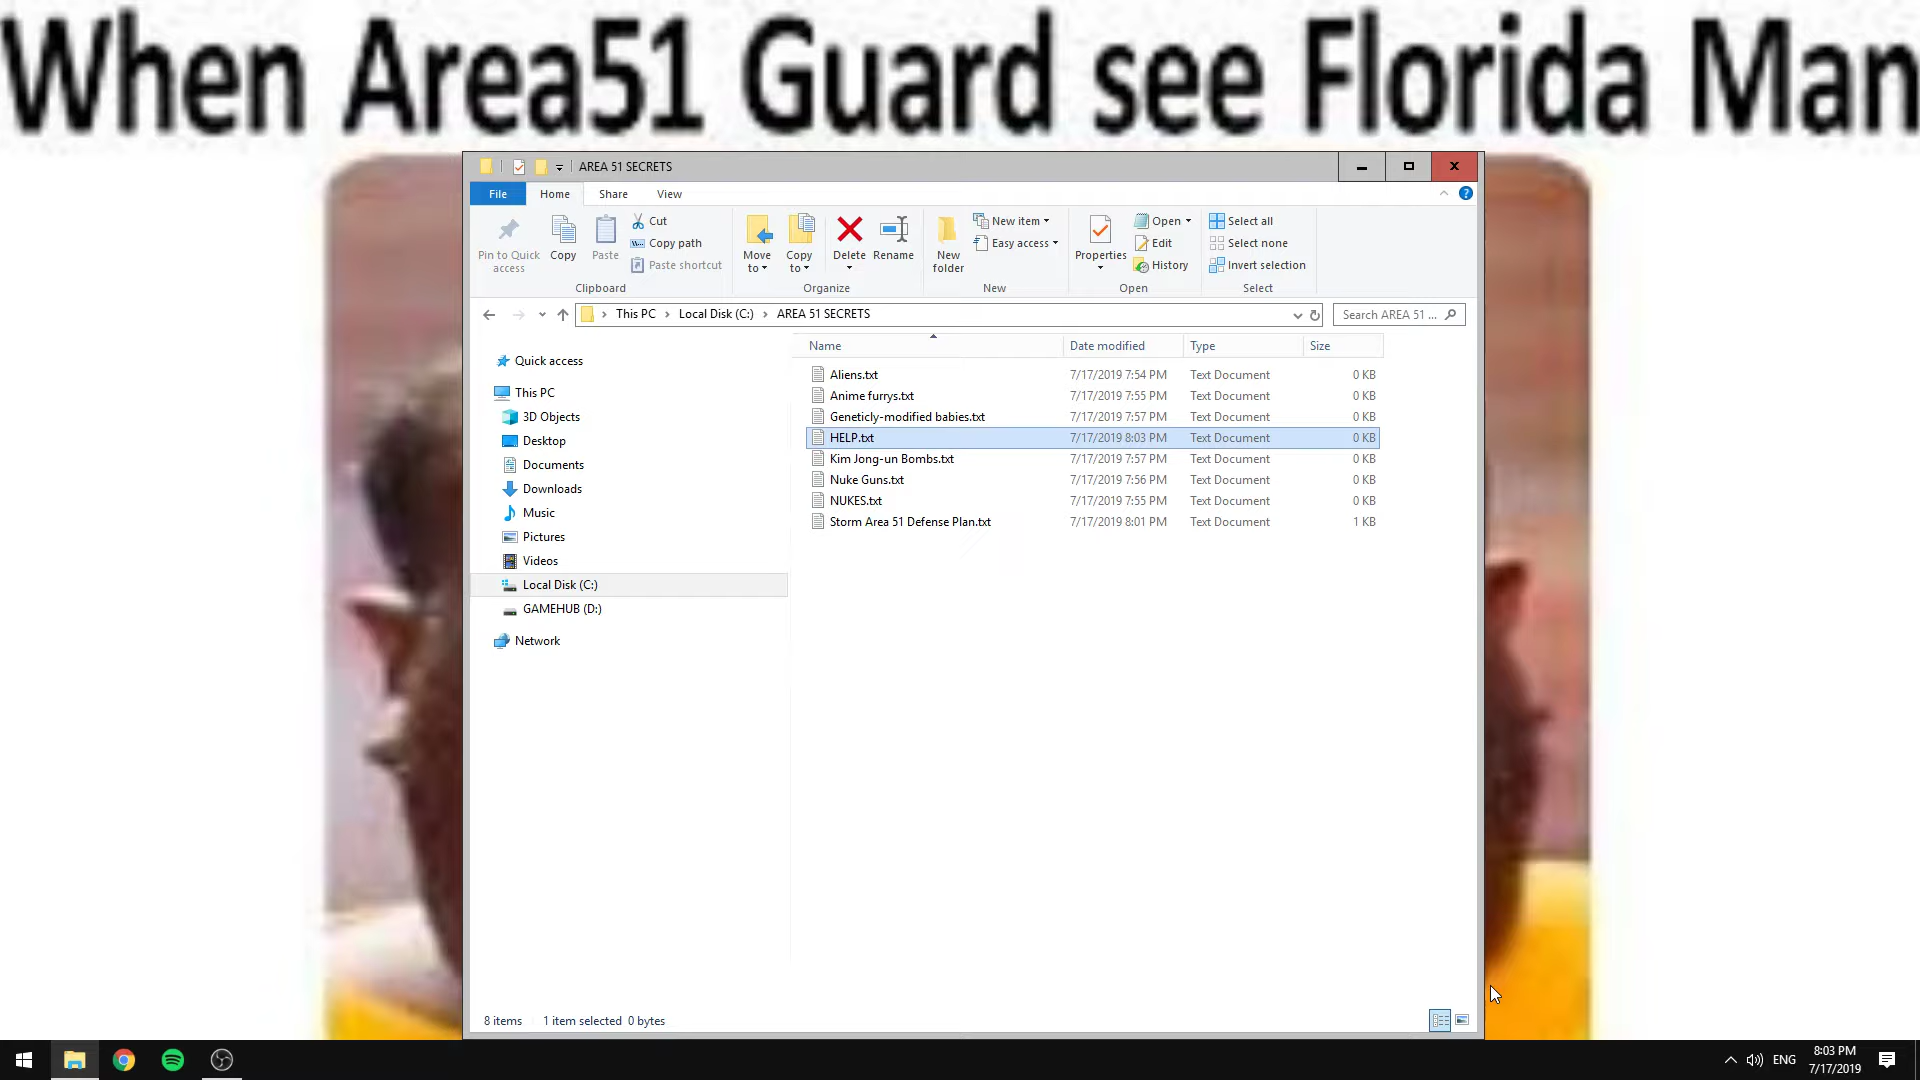 When Area51 Guard see Florida Man
AREA 51 SECRETS
File Home Share View
Pin to Quick access
Copy
Paste
Cut
Copy path
Paste shortcut
Clipboard
Move to
Copy to
Delete
Rename
Organize
New folder
New item
Easy access
New
Properties
Open
Edit
History
Open
Select all
Select none
Invert selection
Select
This PC > Local Disk (C:) > AREA 51 SECRETS
Search AREA 51 ...
Quick access
This PC
3D Objects
Desktop
Documents
Downloads
Music
Pictures
Videos
Local Disk (C:)
GAMEHUB (D:)
Network
Name Date modified Type Size
Aliens.txt 7/17/2019 7:54 PM Text Document 0 KB
Anime furrys.txt 7/17/2019 7:55 PM Text Document 0 KB
Geneticly-modified babies.txt 7/17/2019 7:57 PM Text Document 0 KB
HELP.txt 7/17/2019 8:03 PM Text Document 0 KB
Kim Jong-un Bombs.txt 7/17/2019 7:57 PM Text Document 0 KB
Nuke Guns.txt 7/17/2019 7:56 PM Text Document 0 KB
NUKES.txt 7/17/2019 7:55 PM Text Document 0 KB
Storm Area 51 Defense Plan.txt 7/17/2019 8:01 PM Text Document 1 KB
8 items 1 item selected 0 bytes
ENG
8:03 PM
7/17/2019